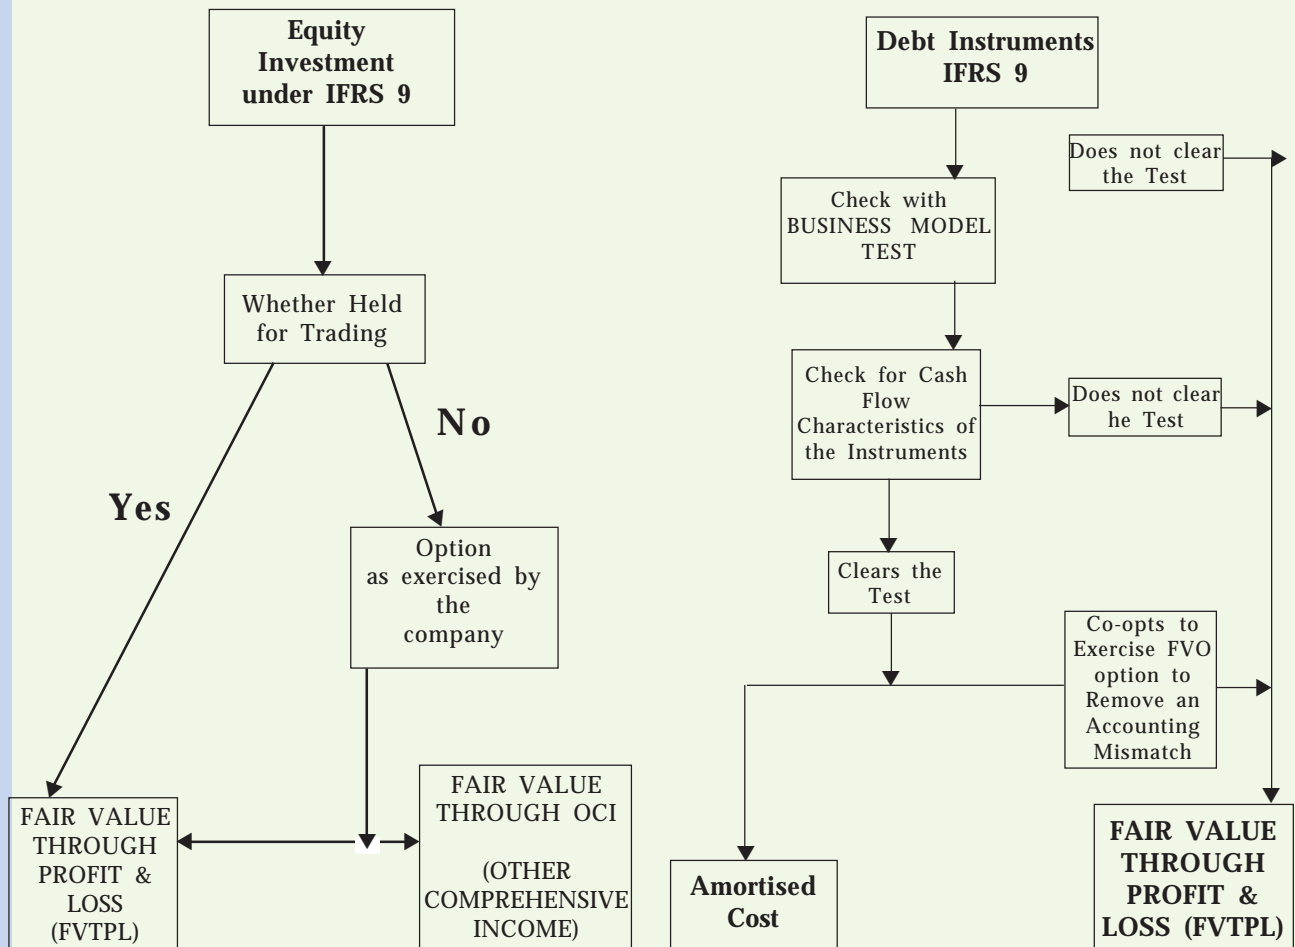 Equity
Investment
under IFRS 9
Whether Held
for Trading
No
Yes
Option
as exercised by
the
company
FAIR VALUE
THROUGH
PROFIT &
LOSS
(FVTPL)
FAIR VALUE
THROUGH OCI
(OTHER
COMPREHENSIVE
INCOME)
Debt Instruments
IFRS 9
Does not clear
the Test
Check with
BUSINESS MODEL
TEST
Check for Cash
Flow
Characteristics of
the Instruments
Does not clear
he Test
Clears the
Test
Co-opts to
Exercise FVO
option to
Remove an
Accounting
Mismatch
Amortised
Cost
FAIR VALUE
THROUGH
PROFIT &
LOSS (FVTPL)